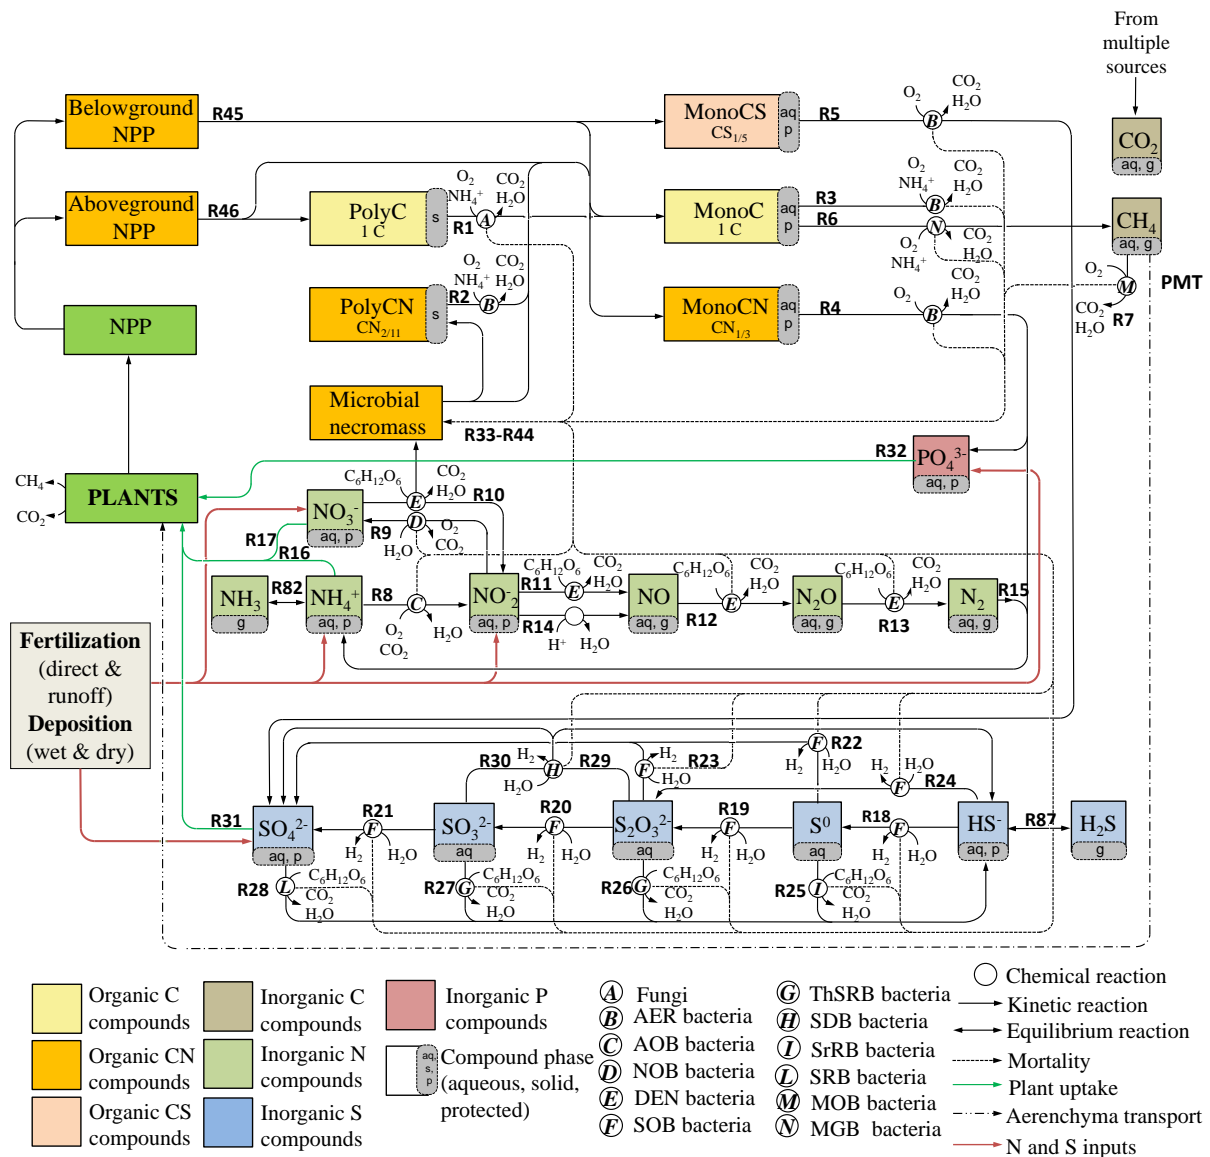 From
multiple
sources
Belowground
NPP
R45
MonoCS
CS1/5
aq
p
R5
O2
CO2
H2O
B
CO2
aq, g
Aboveground
NPP
R46
PolyC
1 C
s
R1
O2
NH4+
CO2
H2O
A
MonoC
1 C
aq
p
R3
R6
O2
NH4+
CO2
H2O
B
N
O2
NH4+
CO2
H2O
CH4
aq, g
O2
M
CO2
H2O
R7
PMT
NPP
PolyCN
CN2/11
s
R2
O2
NH4+
CO2
H2O
B
MonoCN
CN1/3
aq
p
R4
O2
CO2
H2O
B
Microbial
necromass
R33-R44
R32
PO43-
aq, p
CH4
CO2
PLANTS
C6H12O6
CO2
H2O
E
R10
NO3-
aq, p
R9
D
H2O
O2
CO2
R17
R16
NH3
g
R82
NH4+
aq, p
R8
C
O2
CO2
H2O
NO-2
aq, p
R11
C6H12O6
CO2
H2O
E
R14
H+
H2O
NO
aq, g
R12
C6H12O6
CO2
H2O
E
N2O
aq, g
R13
C6H12O6
CO2
H2O
E
N2
aq, g
R15
Fertilization
(direct &
runoff)
Deposition
(wet & dry)
R30
H2
H
H2O
R29
H2
F
H2O
R23
F
R22
H2
H2O
H2
H2O
F
R24
R31
SO42-
aq, p
R21
F
H2
H2O
SO32-
aq
R20
F
H2
H2O
S2O32-
aq
R19
F
H2
H2O
S0
aq
R18
F
H2
H2O
HS-
aq, p
R87
H2S
g
R28
L
C6H12O6
CO2
H2O
R27
G
C6H12O6
CO2
H2O
R26
G
C6H12O6
CO2
H2O
R25
I
C6H12O6
CO2
H2O
Organic C
compounds
Organic CN
compounds
Organic CS
compounds
Inorganic C
compounds
Inorganic N
compounds
Inorganic S
compounds
Inorganic P
compounds
aq,
s,
p
Compound phase
(aqueous, solid,
protected)
A Fungi
B AER bacteria
C AOB bacteria
D NOB bacteria
E DEN bacteria
F SOB bacteria
G ThSRB bacteria
H SDB bacteria
I SrRB bacteria
L SRB bacteria
M MOB bacteria
N MGB bacteria
Chemical reaction
Kinetic reaction
Equilibrium reaction
Mortality
Plant uptake
Aerenchyma transport
N and S inputs